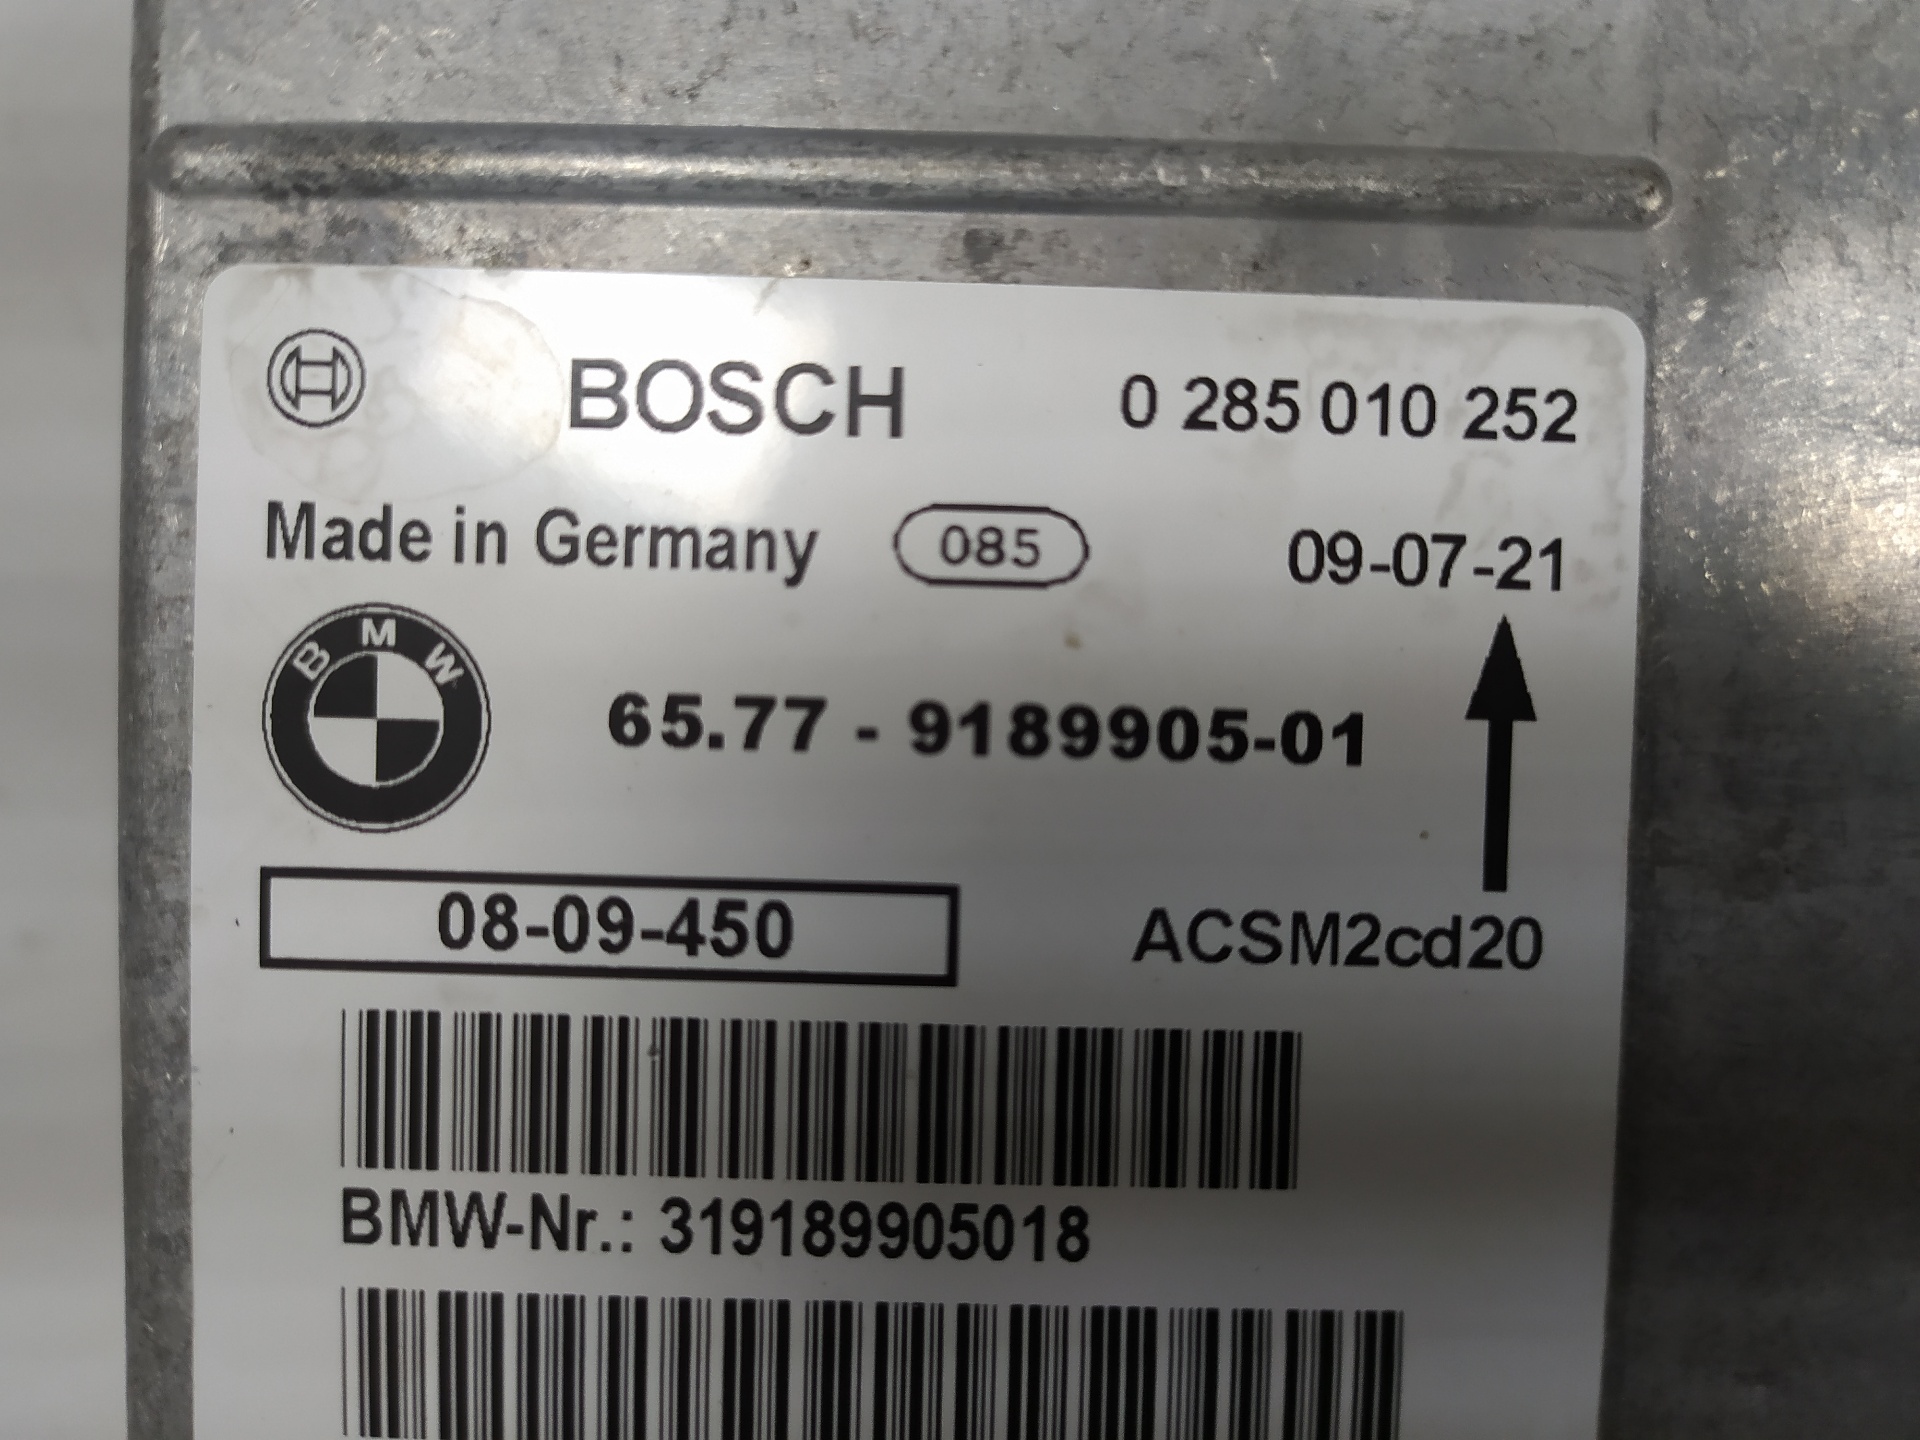 BOSCH 0 285 010 252
Made in Germany 085 09-07-21
BMW
65.77 - 9189905-01
08-09-450 ACSM2cd20
BMW-Nr.: 319189905018